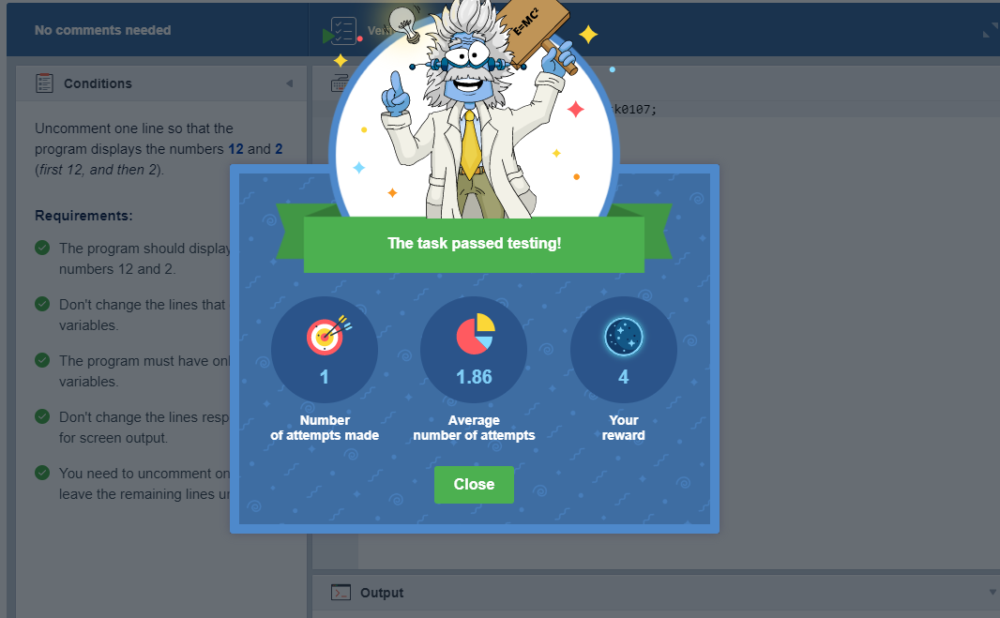 No comments needed
E=MC²
Conditions
k0107;
Uncomment one line so that the
program displays the numbers 12 and 2
(first 12, and then 2).
Requirements:
The program should display
numbers 12 and 2.
Don't change the lines that
variables.
The program must have
variables.
Don't change the lines
for screen output.
You need to uncomment
leave the remaining lines
The task passed testing!
1
Number
of attempts made
1.86
Average
number of attempts
4
Your
reward
Close
Output